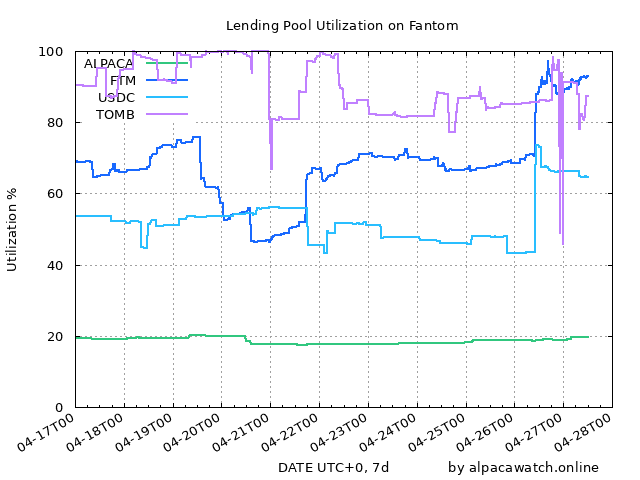 Lending Pool Utilization on Fantom
Utilization %
100
80
60
40
20
0
ALPACA
FTM
USDC
TOMB
04-17T00
04-18T00
04-19T00
04-20T00
04-21T00
04-22T00
04-23T00
04-24T00
04-25T00
04-26T00
04-27T00
04-28T00
DATE UTC+0, 7d
by alpacawatch.online